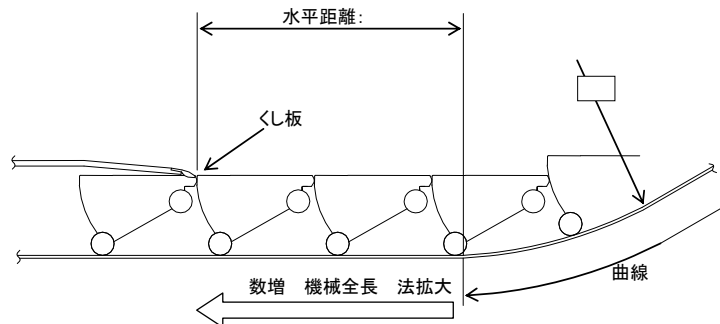 水平距離:
くし板
数増　機械全長　法拡大
曲線